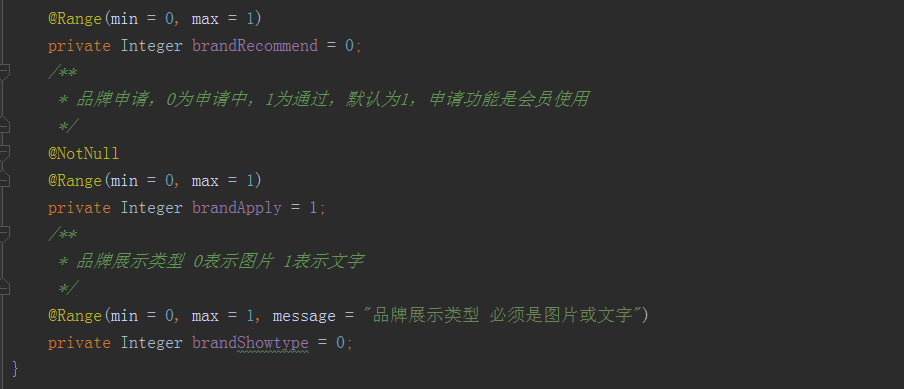 @Range(min = 0, max = 1)
private Integer brandRecommend = 0;
/**
* 品牌申请，0为申请中，1为通过，默认为1，申请功能是会员使用
*/
@NotNull
@Range(min = 0, max = 1)
private Integer brandApply = 1;
/**
* 品牌展示类型 0表示图片 1表示文字
*/
@Range(min = 0, max = 1, message = "品牌展示类型 必须是图片或文字")
private Integer brandShowtype = 0;
}